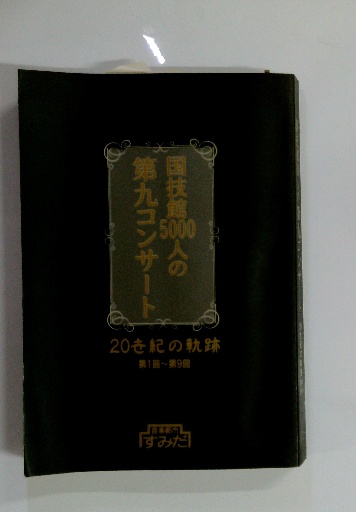 国技館5000人の
第九コンサート
20世紀の軌跡
第1回〜第9回
すみだ